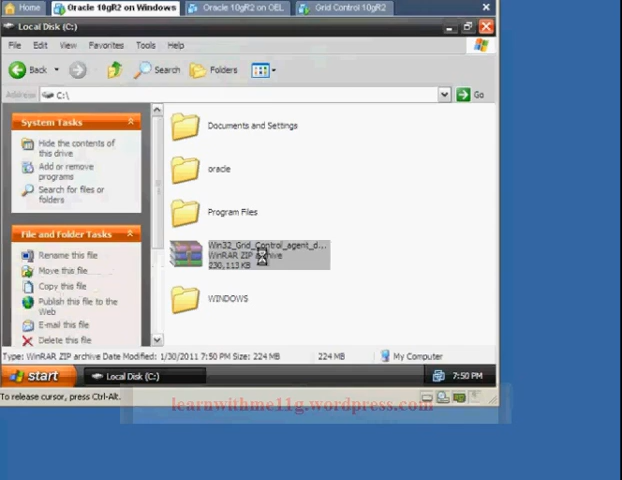 Home
Oracle 10gR2 on Windows
Oracle 10gR2 on OEL
Grid Control 10gR2
Local Disk (C:)
File Edit View Favorites Tools Help
Back
Search
Folders
Address
C:\
Go
System Tasks
Hide the contents of
this drive
Add or remove
programs
Search for files or
folders
File and Folder Tasks
Rename this file
Move this file
Copy this file
Publish this file to the
Web
E-mail this file
Delete this file
Documents and Settings
oracle
Program Files
Win32_Grid_Control_agent_d...
WinRAR ZIP archive
230,113 KB
WINDOWS
Type: WinRAR ZIP archive Date Modified: 1/30/2011 7:50 PM Size: 224 MB
224 MB
My Computer
start
Local Disk (C:)
7:50 PM
To release cursor, press Ctrl-Alt.
learnwithme11g.wordpress.com